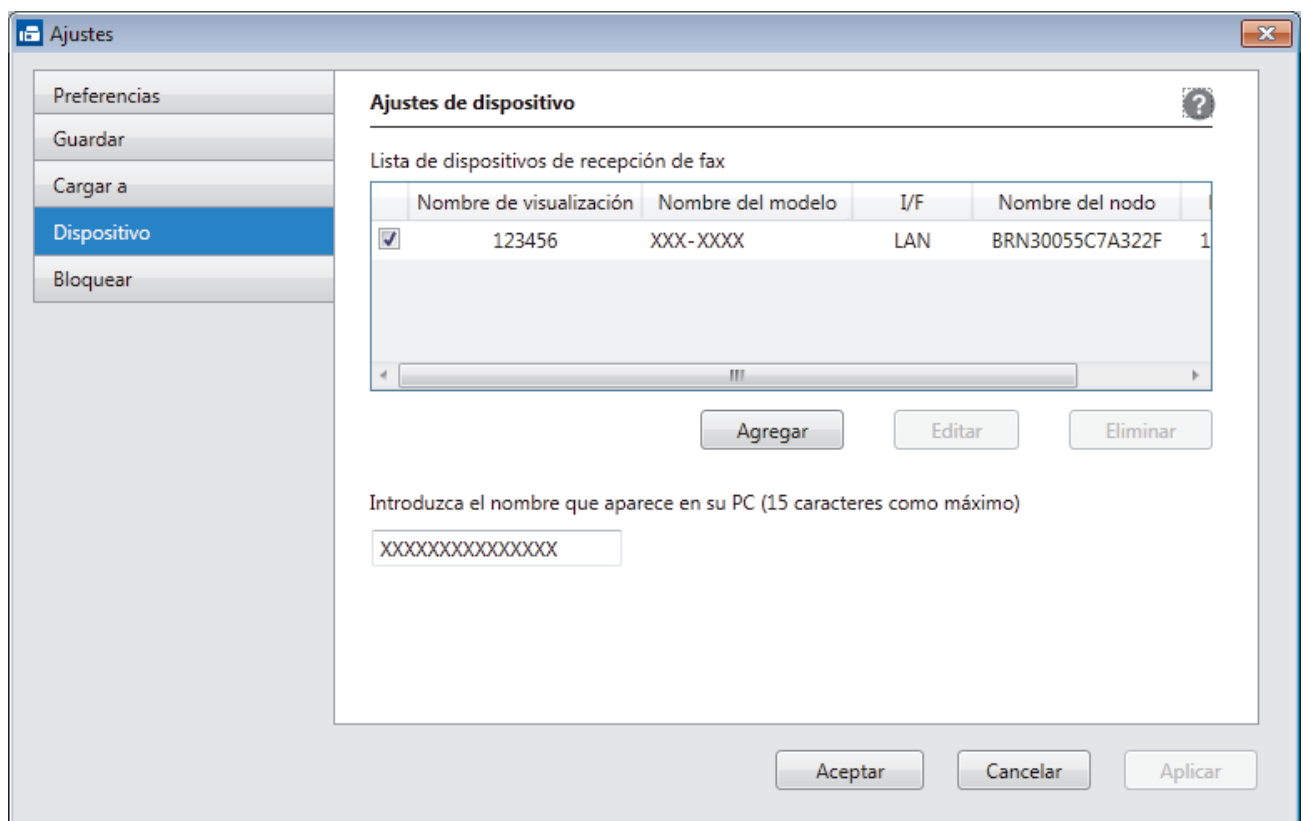 Ajustes
Preferencias
Guardar
Cargar a
Dispositivo
Bloquear
Ajustes de dispositivo
?
Lista de dispositivos de recepción de fax
Nombre de visualización Nombre del modelo I/F Nombre del nodo
123456 XXX-XXXX LAN BRN30055C7A322F 1
Agregar Editar Eliminar
Introduzca el nombre que aparece en su PC (15 caracteres como máximo)
XXXXXXXXXXXXXXX
Aceptar Cancelar Aplicar